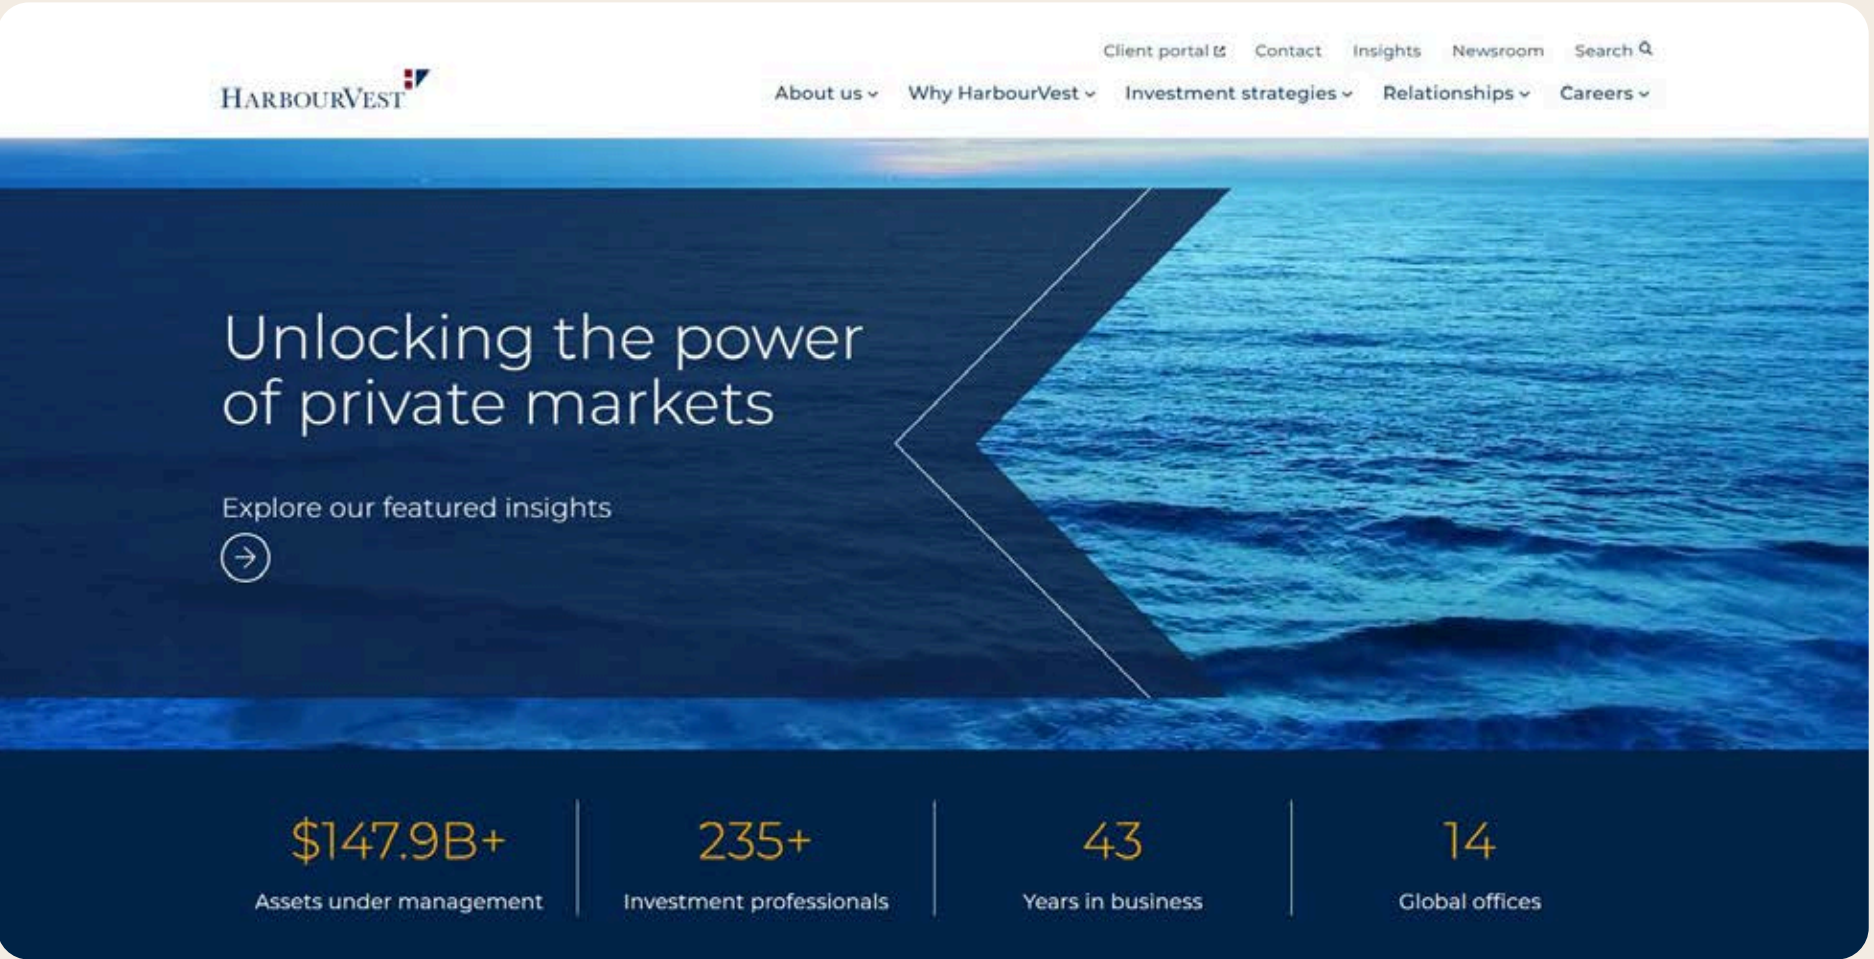 Client portal Contact Insights Newsroom Search
HARBOURVEST
About us Why HarbourVest Investment strategies Relationships Careers
Unlocking the power
of private markets
Explore our featured insights
$147.9B+ 235+ 43 14
Assets under management Investment professionals Years in business Global offices